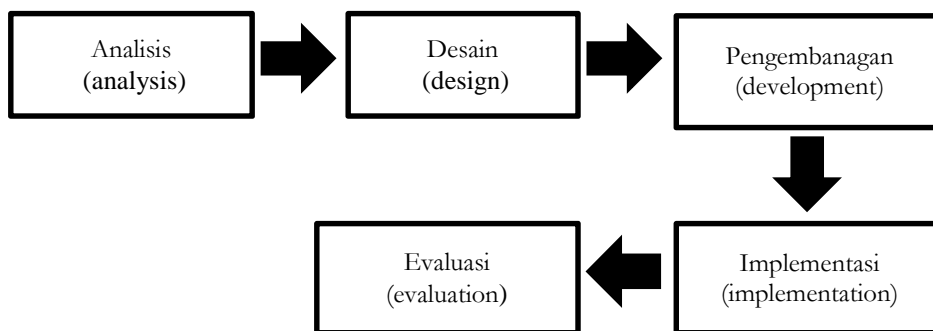 Analisis
(analysis)
Desain
(design)
Pengembanagan
(development)
Implementasi
(implementation)
Evaluasi
(evaluation)